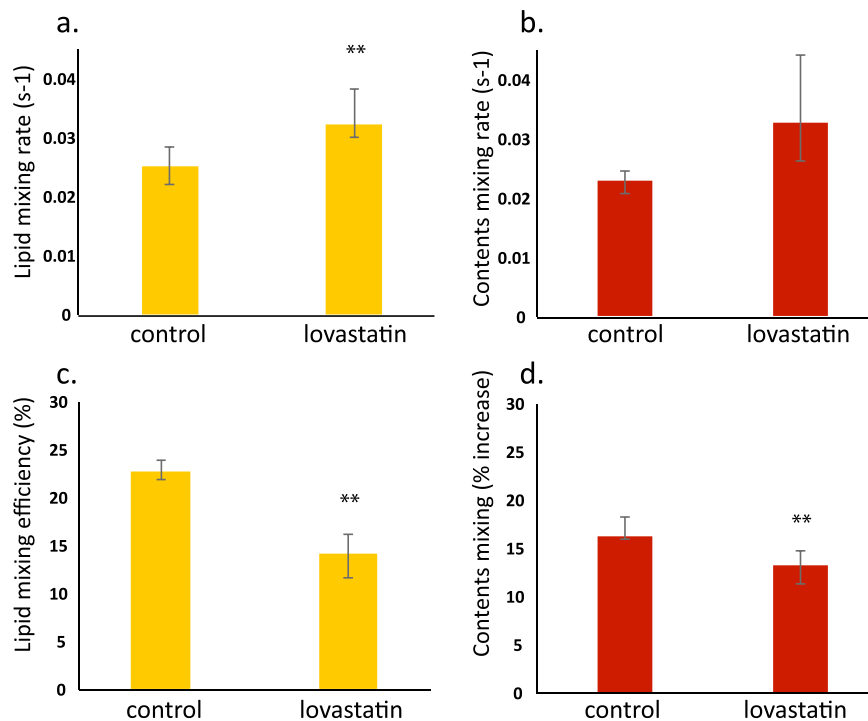 a.
Lipid mixing rate (s-1)
0.04
0.03
0.02
0.01
0
**
control
lovastatin
b.
Contents mixing rate (s-1)
0.04
0.03
0.02
0.01
0
control
lovastatin
c.
Lipid mixing efficiency (%)
30
25
20
15
10
5
0
**
control
lovastatin
d.
Contents mixing (% increase)
30
25
20
15
10
5
0
**
control
lovastatin